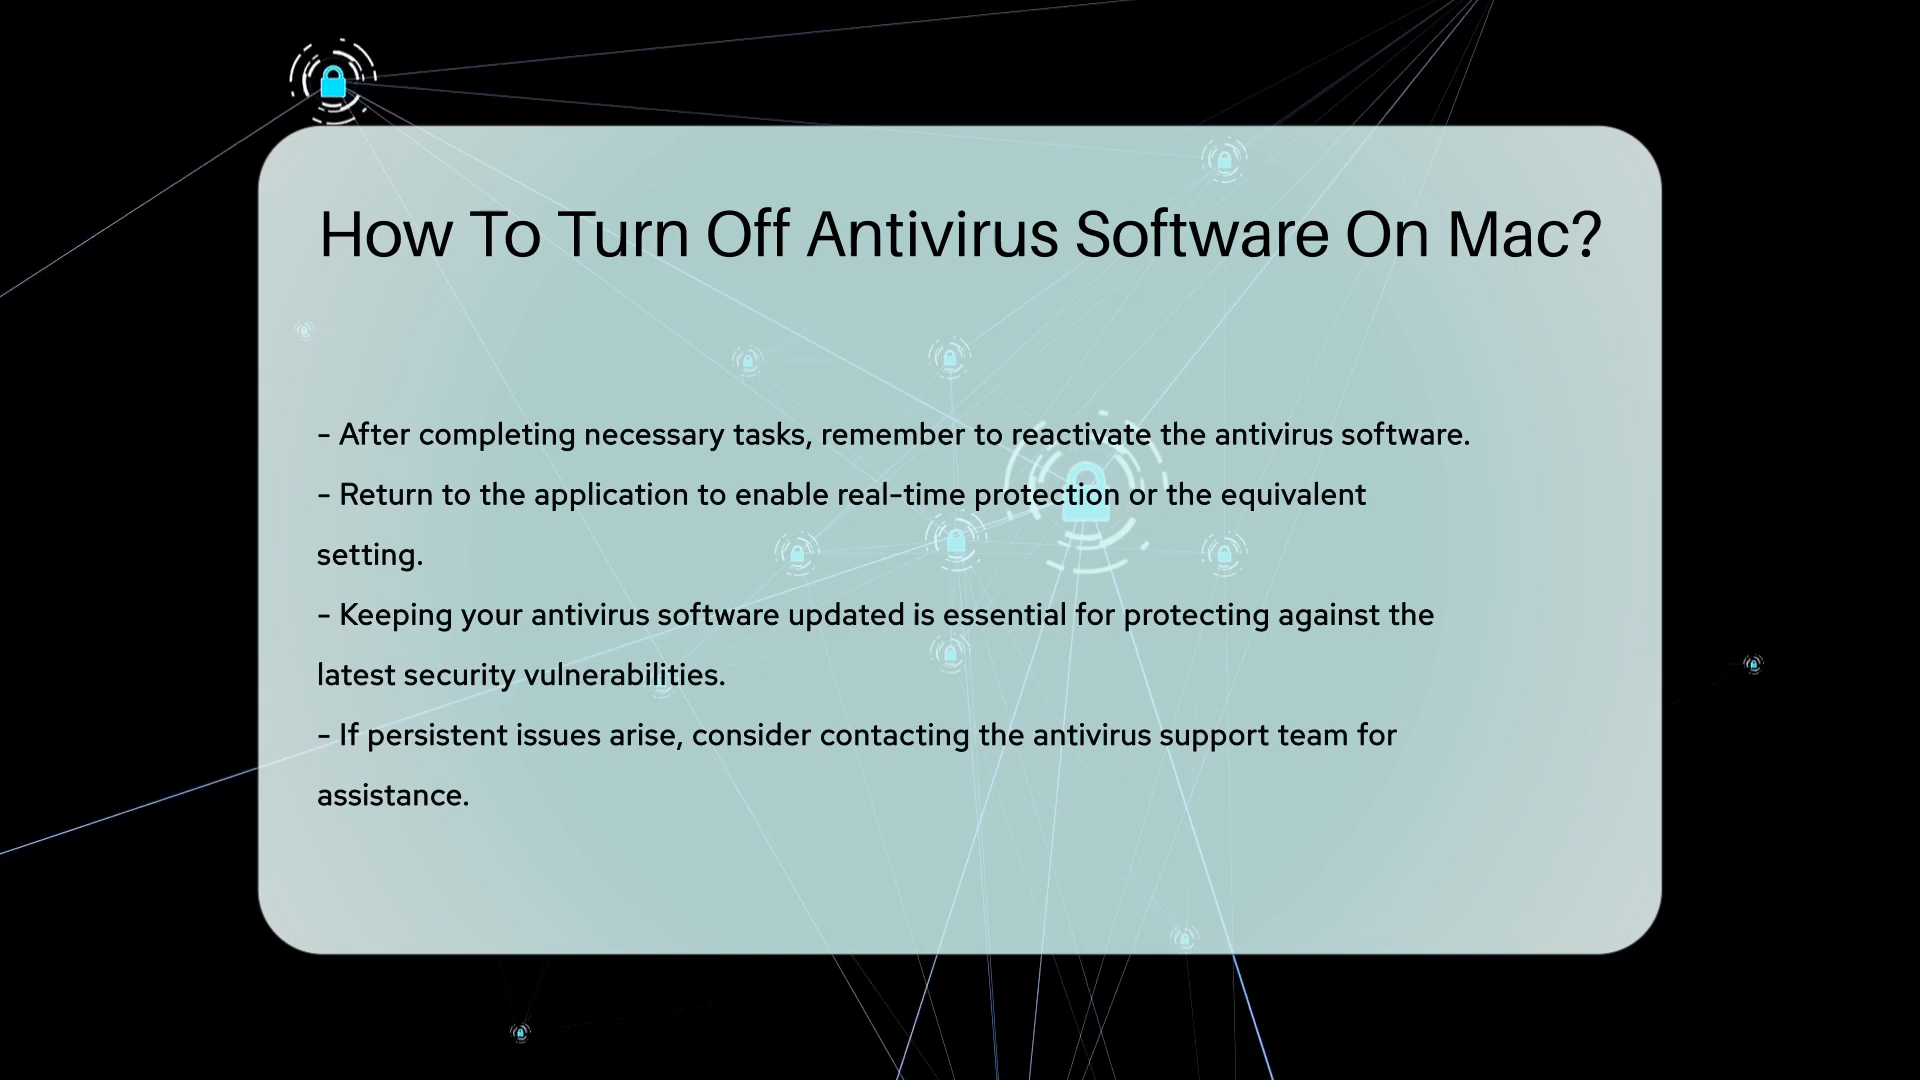 How To Turn Off Antivirus Software On Mac?
- After completing necessary tasks, remember to reactivate the antivirus software.
- Return to the application to enable real-time protection or the equivalent
setting.
- Keeping your antivirus software updated is essential for protecting against the
latest security vulnerabilities.
- If persistent issues arise, consider contacting the antivirus support team for
assistance.